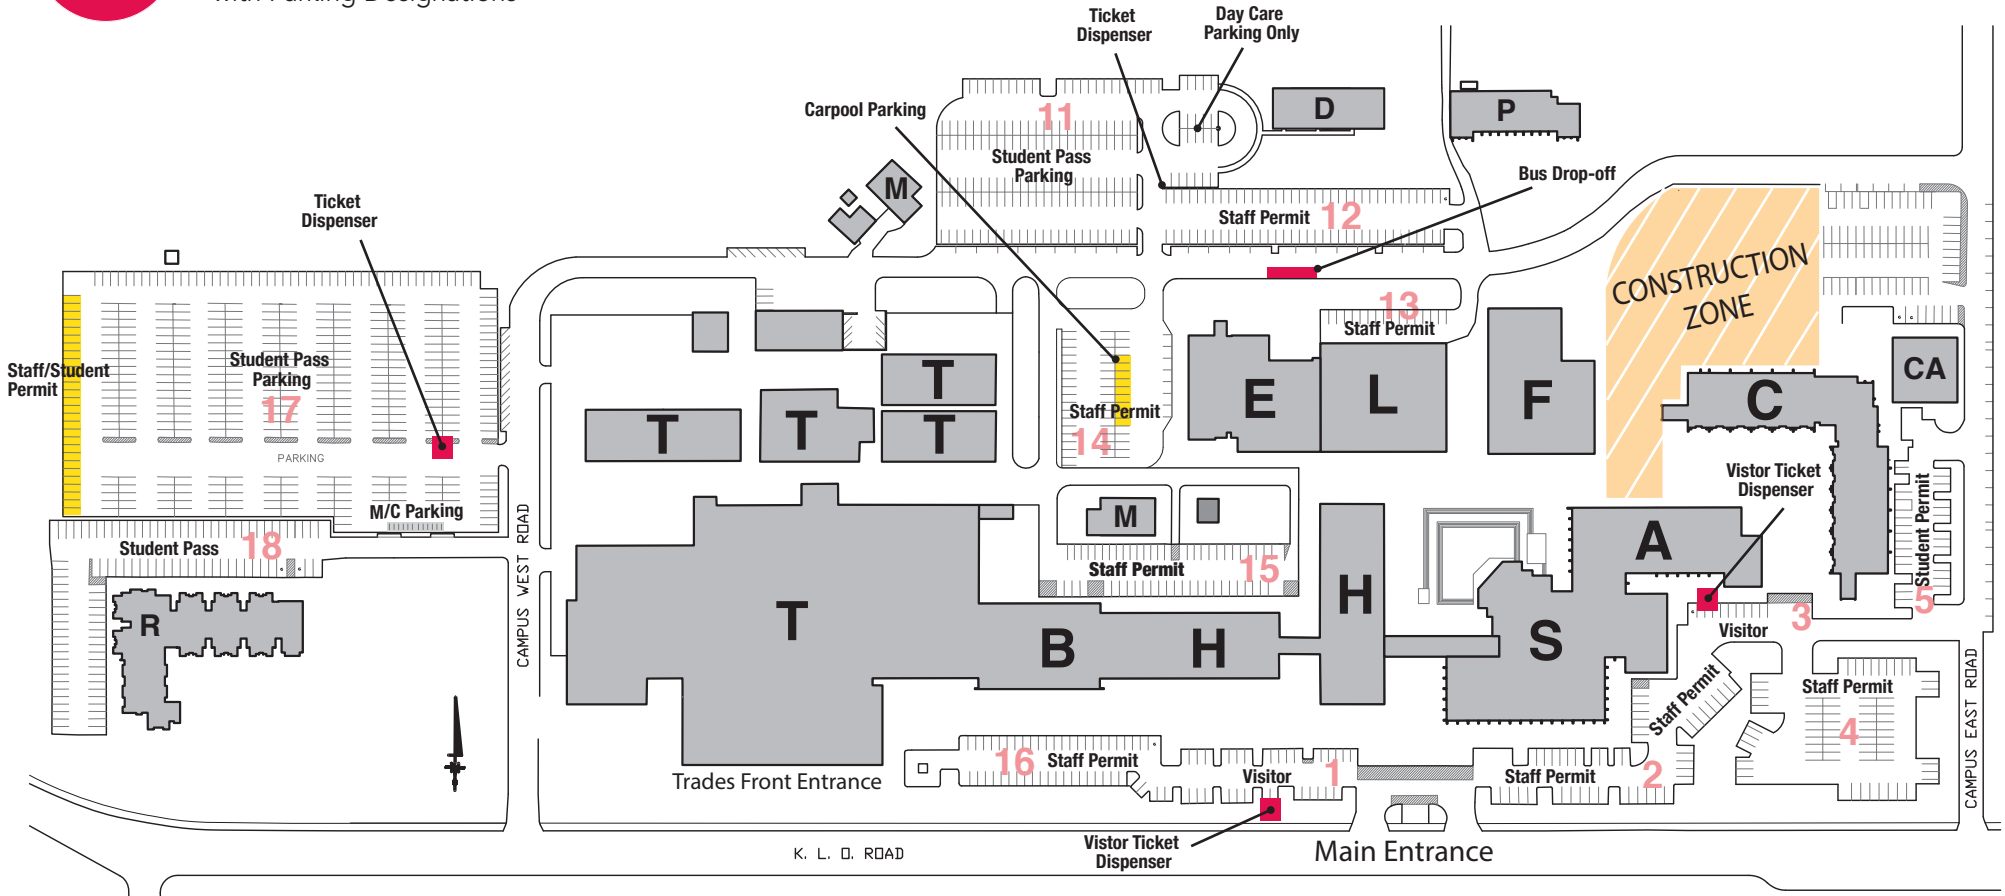 with Parking Designations
Ticket
Dispenser
Day Care
Parking Only
Carpool Parking
11
Student Pass
Parking
D
P
Bus Drop-off
M
Staff Permit 12
Ticket
Dispenser
CONSTRUCTION
ZONE
13
Staff Permit
Staff/Student
Permit
Student Pass
Parking
17
PARKING
M/C Parking
T
T
T
T
Staff Permit
14
E
L
F
C
CA
Vistor Ticket
Dispenser
Student Permit
5
Student Pass 18
CAMPUS WEST ROAD
M
Staff Permit 15
A
R
T
B
H
H
S
3
Visitor
Staff Permit
Staff Permit
4
CAMPUS EAST ROAD
16 Staff Permit
Visitor 1
Staff Permit 2
Trades Front Entrance
Vistor Ticket
Dispenser
Main Entrance
K. L. O. ROAD